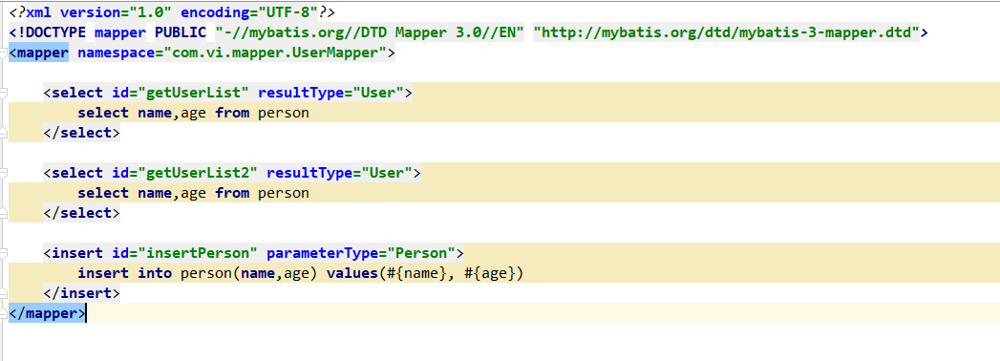 <?xml version="1.0" encoding="UTF-8"?>
<!DOCTYPE mapper PUBLIC "-//mybatis.org//DTD Mapper 3.0//EN" "http://mybatis.org/dtd/mybatis-3-mapper.dtd">
<mapper namespace="com.vi.mapper.UserMapper">
<select id="getUserList" resultType="User">
select name,age from person
</select>
<select id="getUserList2" resultType="User">
select name,age from person
</select>
<insert id="insertPerson" parameterType="Person">
insert into person(name,age) values(#{name}, #{age})
</insert>
</mapper>